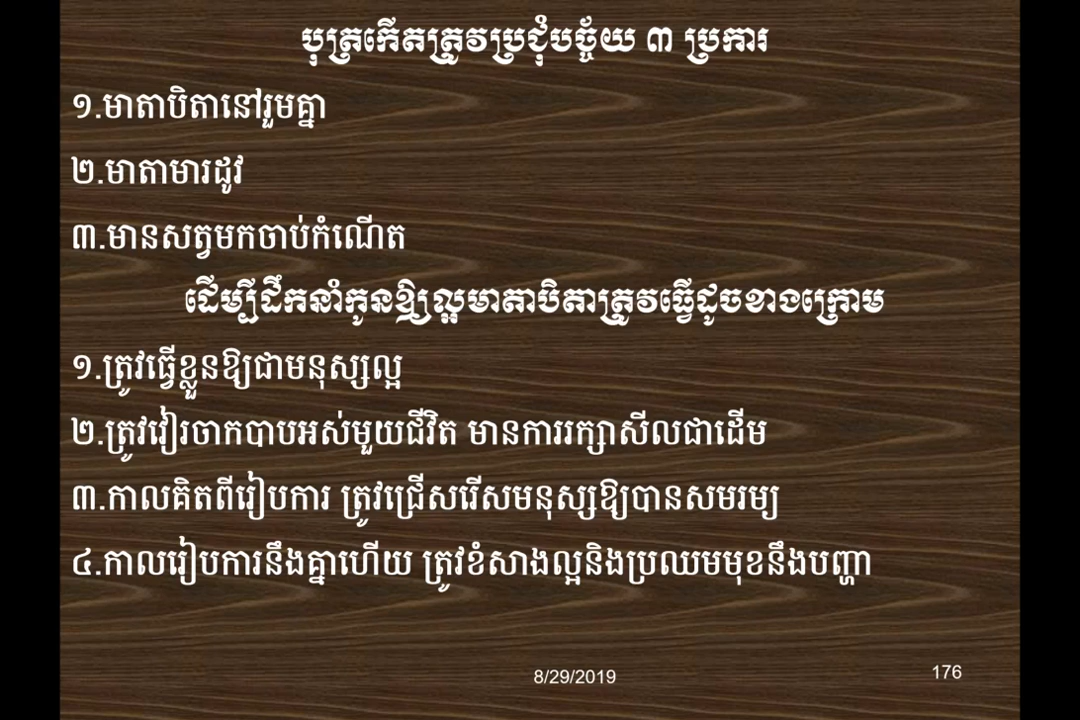 បុត្រកើតត្រូវប្រជុំបច្ច័យ ៣ ប្រការ
១.មាតាបិតានៅរួមគ្នា
២.មាតាមារដូវ
៣.មានសត្វមកចាប់កំណើត
ដើម្បីដឹកនាំកូនឱ្យល្អមាតាបិតាត្រូវធ្វើដូចខាងក្រោម
១.ត្រូវធ្វើខ្លួនឱ្យជាមនុស្សល្អ
២.ត្រូវវៀរចាកបាបអស់មួយជីវិត មានការរក្សាសីលជាដើម
៣.កាលគិតពីរៀបការ ត្រូវជ្រើសរើសមនុស្សឱ្យបានសមរម្យ
៤.កាលរៀបការនឹងគ្នាហើយ ត្រូវខំសាងល្អនិងប្រឈមមុខនឹងបញ្ហា
8/29/2019
176